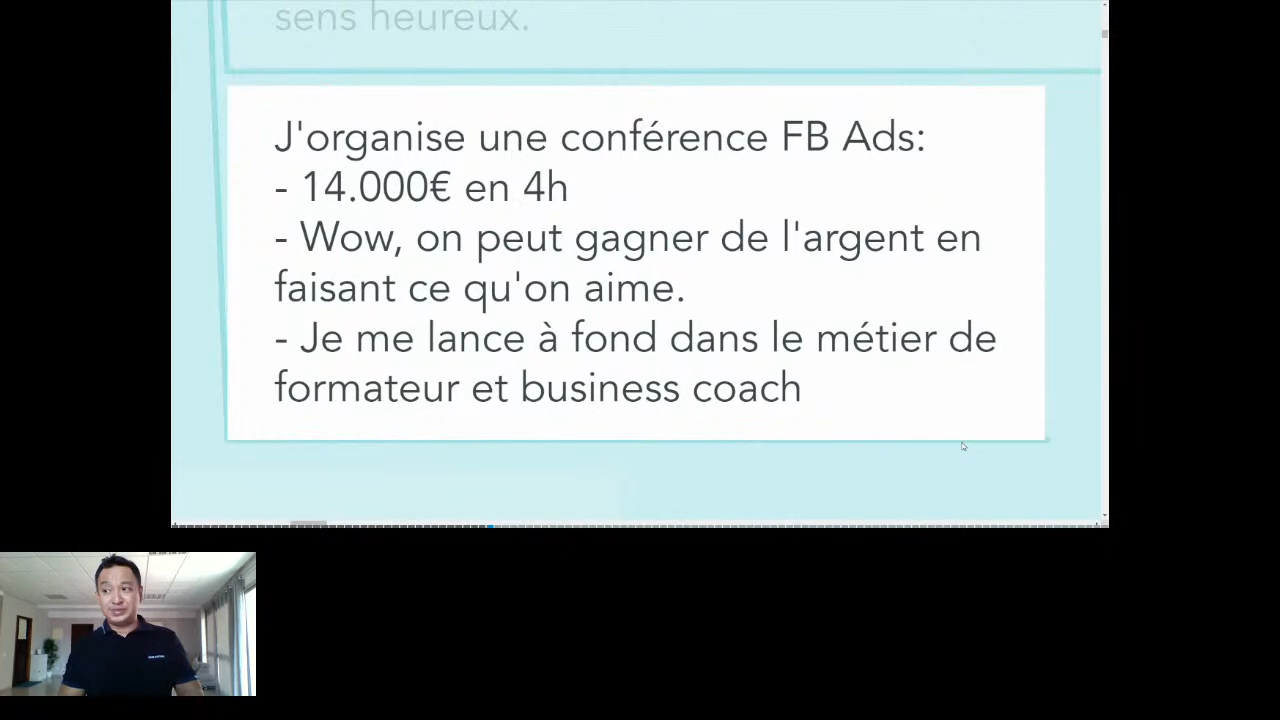 sens heureux.
J'organise une conférence FB Ads:
- 14.000€ en 4h
- Wow, on peut gagner de l'argent en
faisant ce qu'on aime.
- Je me lance à fond dans le métier de
formateur et business coach